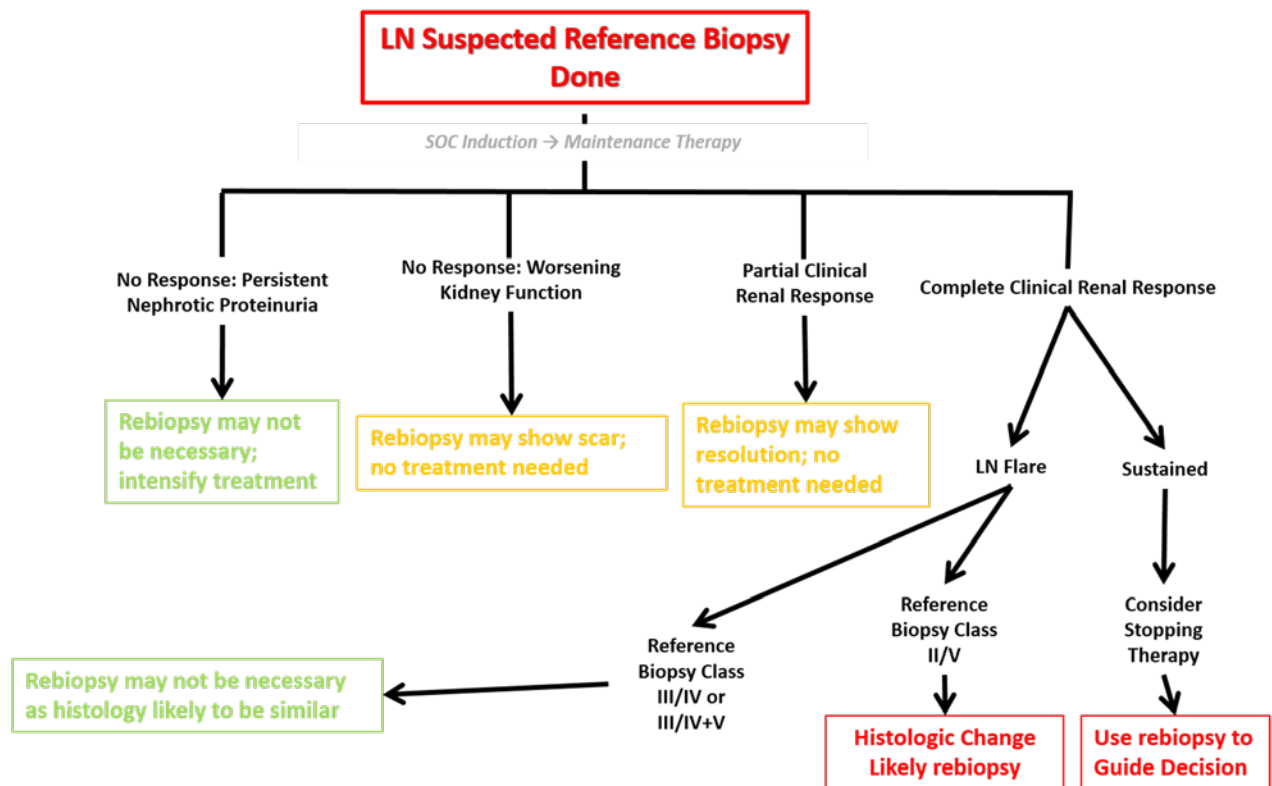 LN Suspected Reference Biopsy
Done
SOC Induction → Maintenance Therapy
No Response: Persistent
Nephrotic Proteinuria
No Response: Worsening
Kidney Function
Partial Clinical
Renal Response
Complete Clinical Renal Response
Rebiopsy may not
be necessary;
intensify treatment
Rebiopsy may show scar;
no treatment needed
Rebiopsy may show
resolution; no
treatment needed
LN Flare
Sustained
Reference
Biopsy Class
III/IV or
III/IV+V
Reference
Biopsy Class
II/V
Consider
Stopping
Therapy
Rebiopsy may not be necessary
as histology likely to be similar
Histologic Change
Likely rebiopsy
Use rebiopsy to
Guide Decision